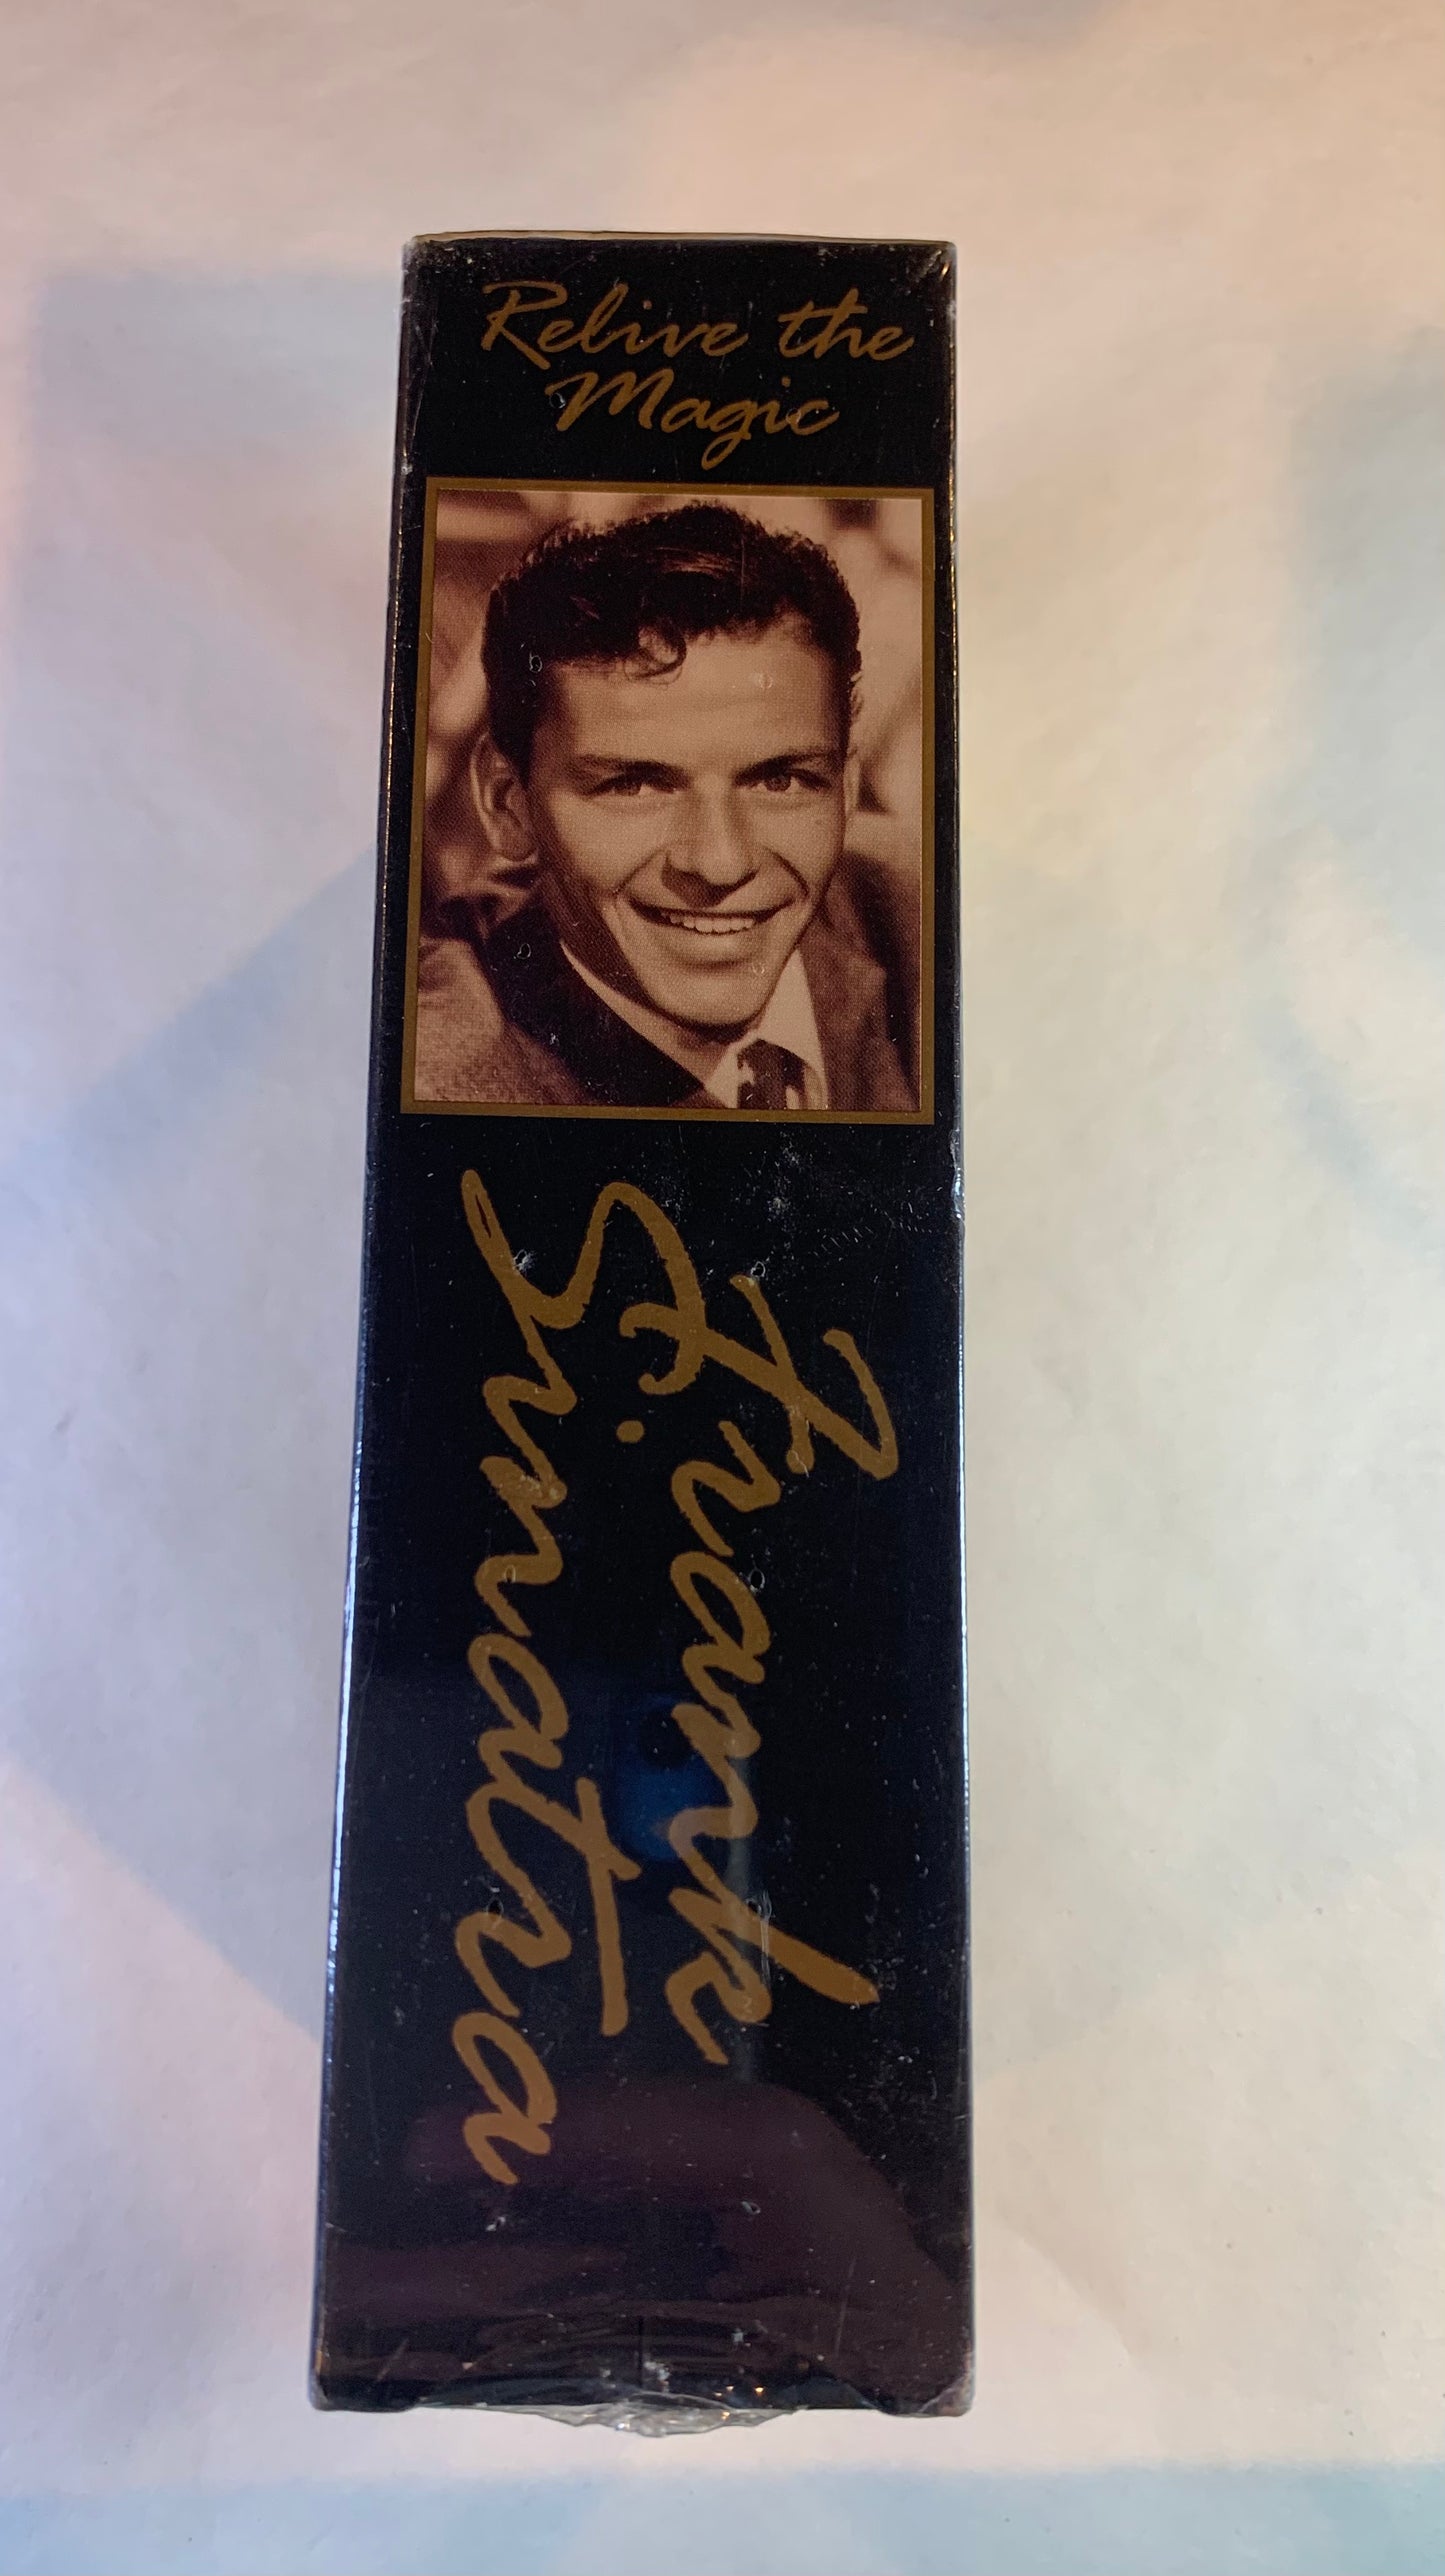 Relive the
Magic
Frank
Sinatra